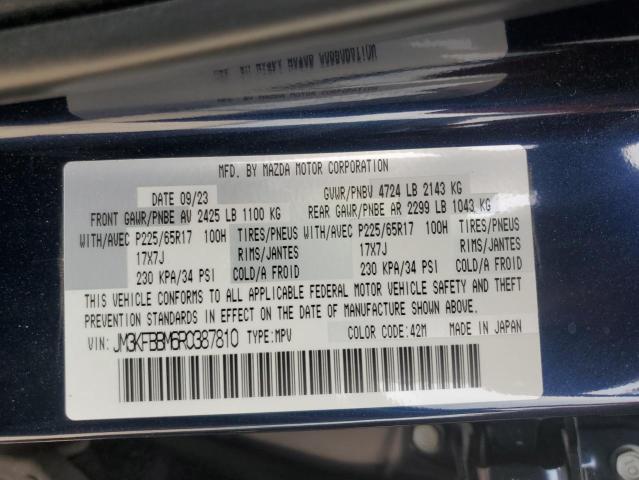 MFD. BY MAZDA MOTOR CORPORATION
DATE 09/23 GVWR/PNBV 4724 LB 2143 KG
FRONT GAWR/PNBE AV 2425 LB 1100 KG REAR GAWR/PNBE AR 2299 LB 1043 KG
WITH/AVEC P225/65R17 100H TIRES/PNEUS WITH/AVEC P225/65R17 100H TIRES/PNEUS
17X7J RIMS/JANTES 17X7J RIMS/JANTES
230 KPA/34 PSI COLD/A FROID 230 KPA/34 PSI COLD/A FROID
THIS VEHICLE CONFORMS TO ALL APPLICABLE FEDERAL MOTOR VEHICLE SAFETY AND THEFT
PREVENTION STANDARDS IN EFFECT ON THE DATE OF MANUFACTURE SHOWN ABOVE.
VIN: JM3KFBBM6P0387810 TYPE:MPV COLOR CODE:42M MADE IN JAPAN